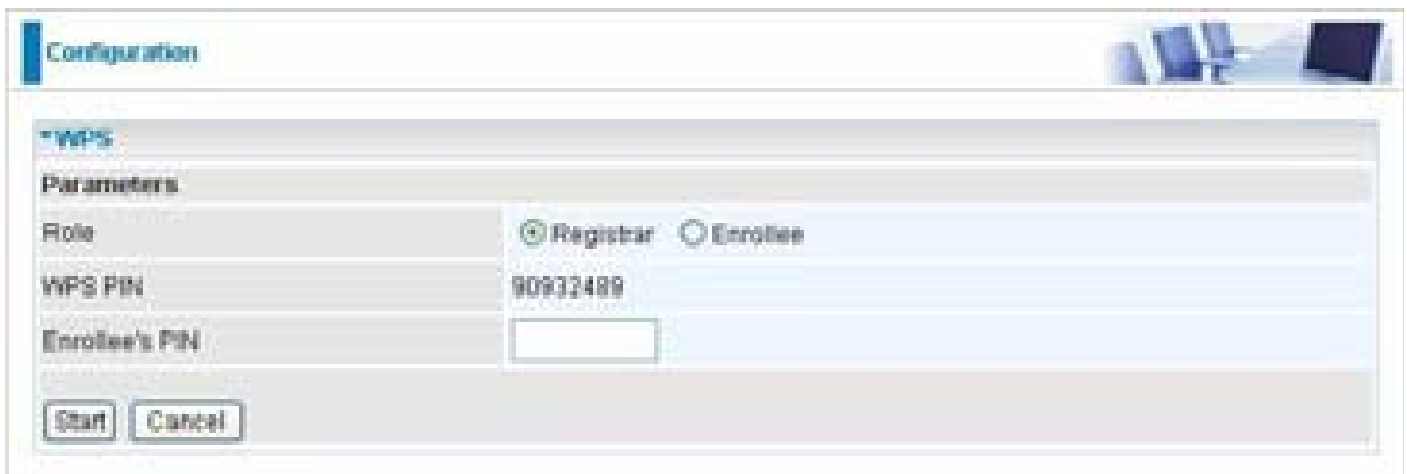 Configuration
▾WPS
Parameters
Role Registrar Enrollee
WPS PIN 90932489
Enrollee's PIN
Start Cancel